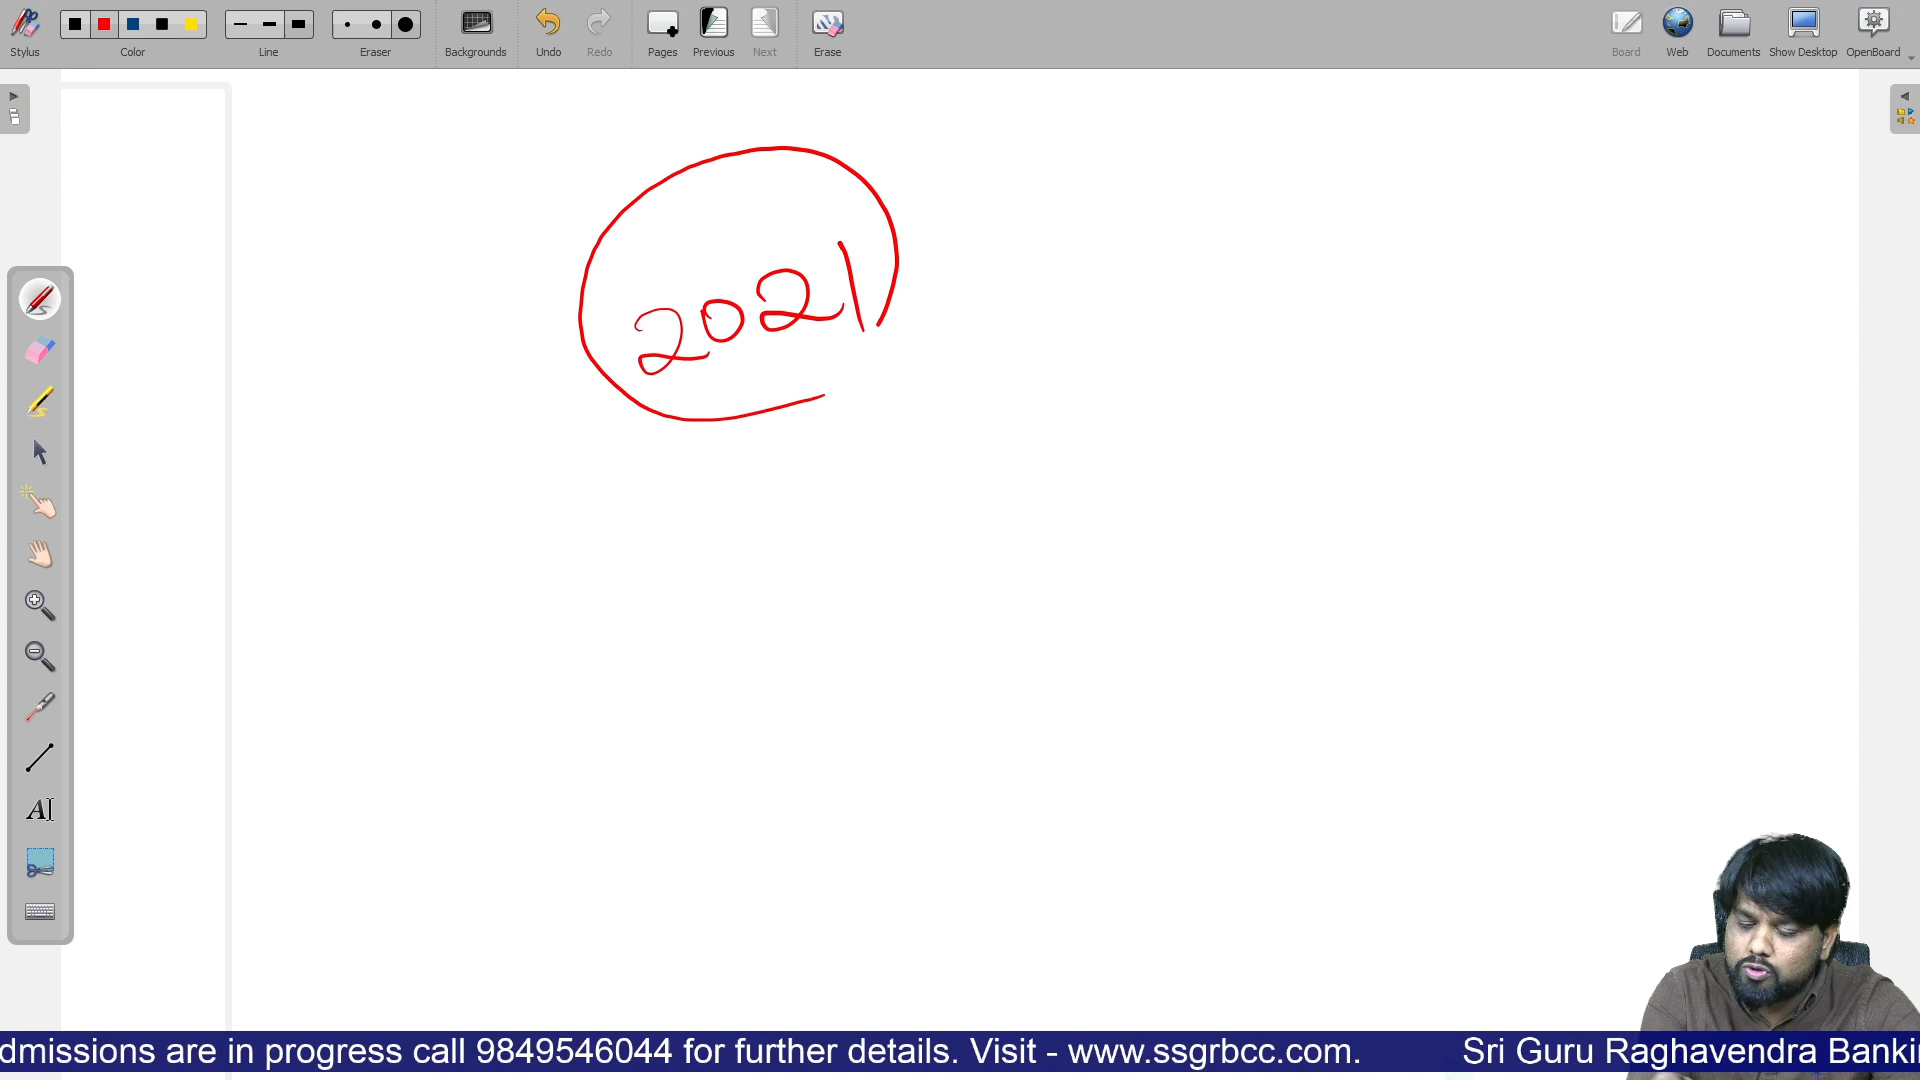 Stylus
Color
Line
Eraser
Backgrounds
Undo
Redo
Pages
Previous
Next
Erase
Board
Web
Documents
Show Desktop
OpenBoard
2021
AI
dmissions are in progress call 9849546044 for further details. Visit - www.ssgrbcc.com. Sri Guru Raghavendra Banki